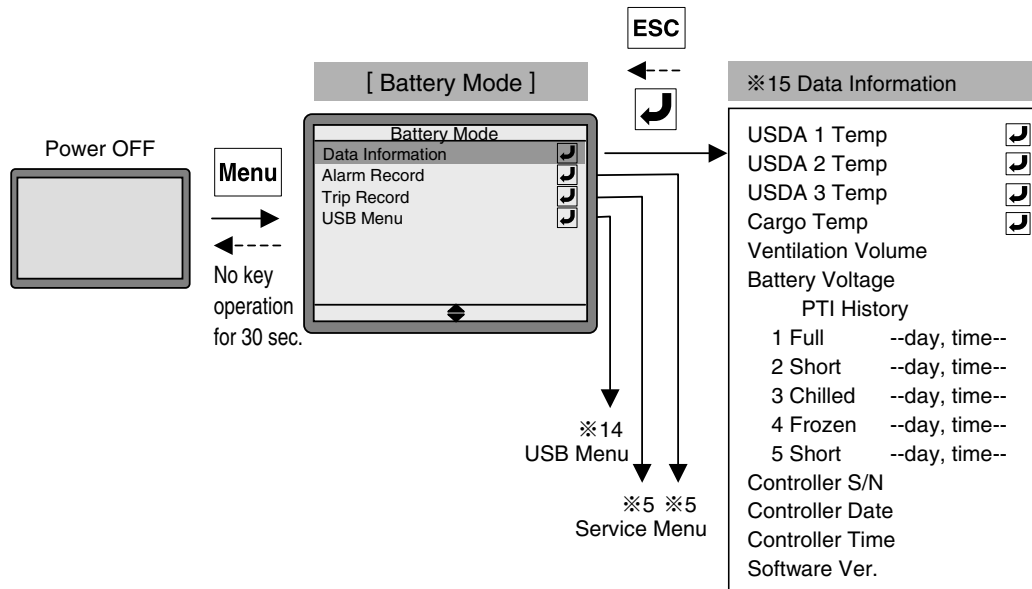 ESC
[ Battery Mode ]
※15 Data Information
Power OFF
Menu
No key
operation
for 30 sec.
Battery Mode
Data Information
Alarm Record
Trip Record
USB Menu
※14
USB Menu
※5 ※5
Service Menu
USDA 1 Temp
USDA 2 Temp
USDA 3 Temp
Cargo Temp
Ventilation Volume
Battery Voltage
PTI History
1 Full --day, time--
2 Short --day, time--
3 Chilled --day, time--
4 Frozen --day, time--
5 Short --day, time--
Controller S/N
Controller Date
Controller Time
Software Ver.